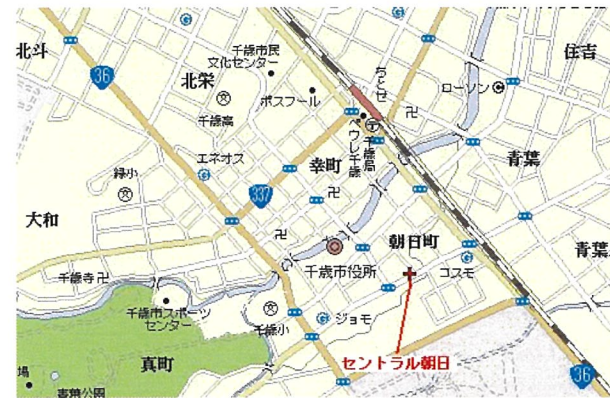 北斗
36
北栄
千歳市民
文化センター
ポスフール
千歳高
エネオス
ちとせ
ペウレ千歳
千歳局
ローソン
住吉
青葉
緑小
大和
幸町
337
朝日町
千歳市役所
コスモ
千歳寺
千歳市スポーツ
センター
千歳小
ジョモ
セントラル朝日
真町
場
青葉公園
36